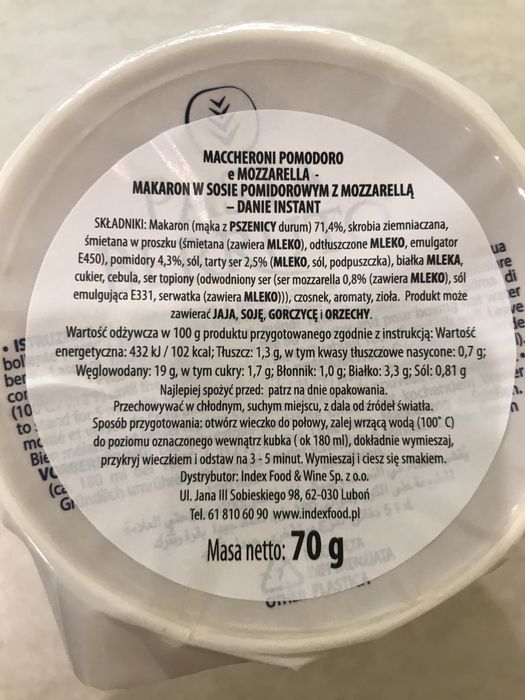 MACCHERONI POMODORO
e MOZZARELLA -
MAKARON W SOSIE POMIDOROWYM Z MOZZARELLĄ
– DANIE INSTANT
SKŁADNIKI: Makaron (mąka z PSZENICY durum) 71,4%, skrobia ziemniaczana,
śmietana w proszku (śmietana (zawiera MLEKO), odtłuszczone MLEKO, emulgator
E450), pomidory 4,3%, sól, tarty ser 2,5% (MLEKO, sól, podpuszczka), białka MLEKA,
cukier, cebula, ser topiony (odwodniony ser (ser mozzarella 0,8% (zawiera MLEKO), sól
emulgująca E331, serwatka (zawiera MLEKO))), czosnek, aromaty, zioła. Produkt może
zawierać JAJA, SOJĘ, GORCZYCĘ i ORZECHY.
Wartość odżywcza w 100 g produktu przygotowanego zgodnie z instrukcją: Wartość
energetyczna: 432 kJ / 102 kcal; Tłuszcz: 1,3 g, w tym kwasy tłuszczowe nasycone: 0,7 g;
Węglowodany: 19 g, w tym cukry: 1,7 g; Błonnik: 1,0 g; Białko: 3,3 g; Sól: 0,81 g
Najlepiej spożyć przed: patrz na dnie opakowania.
Przechowywać w chłodnym, suchym miejscu, z dala od źródeł światła.
Sposób przygotowania: otwórz wieczko do połowy, zalej wrzącą wodą (100° C)
do poziomu oznaczonego wewnątrz kubka (ok 180 ml), dokładnie wymieszaj,
przykryj wieczkiem i odstaw na 3 - 5 minut. Wymieszaj i ciesz się smakiem.
Dystrybutor: Index Food & Wine Sp. z o.o.
Ul. Jana III Sobieskiego 98, 62-030 Luboń
Tel. 61 810 60 90 www.indexfood.pl
Masa netto: 70 g